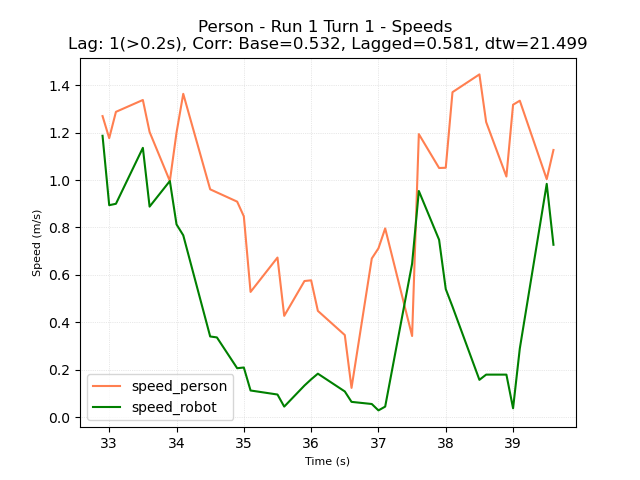 Person - Run 1 Turn 1 - Speeds
Lag: 1(>0.2s), Corr: Base=0.532, Lagged=0.581, dtw=21.499
1.4
1.2
1.0
0.8
0.6
0.4
0.2
0.0
Speed (m/s)
speed_person
speed_robot
33 34 35 36 37 38 39
Time (s)